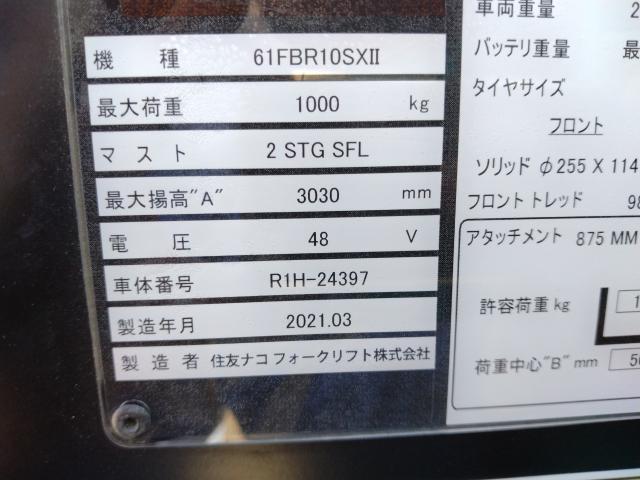 機 種 61FBR10SXII
最大荷重 1000 kg
マスト 2 STG SFL
最大揚高"A" 3030 mm
電 圧 48 V
車体番号 R1H-24397
製造年月 2021.03
製造者 住友ナコ フォークリフト株式会社
車両重量 2
バッテリ重量 最
タイヤサイズ
フロント
ソリッド φ255 X 114
フロントトレッド 98
アタッチメント 875 MM
許容荷重 kg 1
荷重中心"B" mm